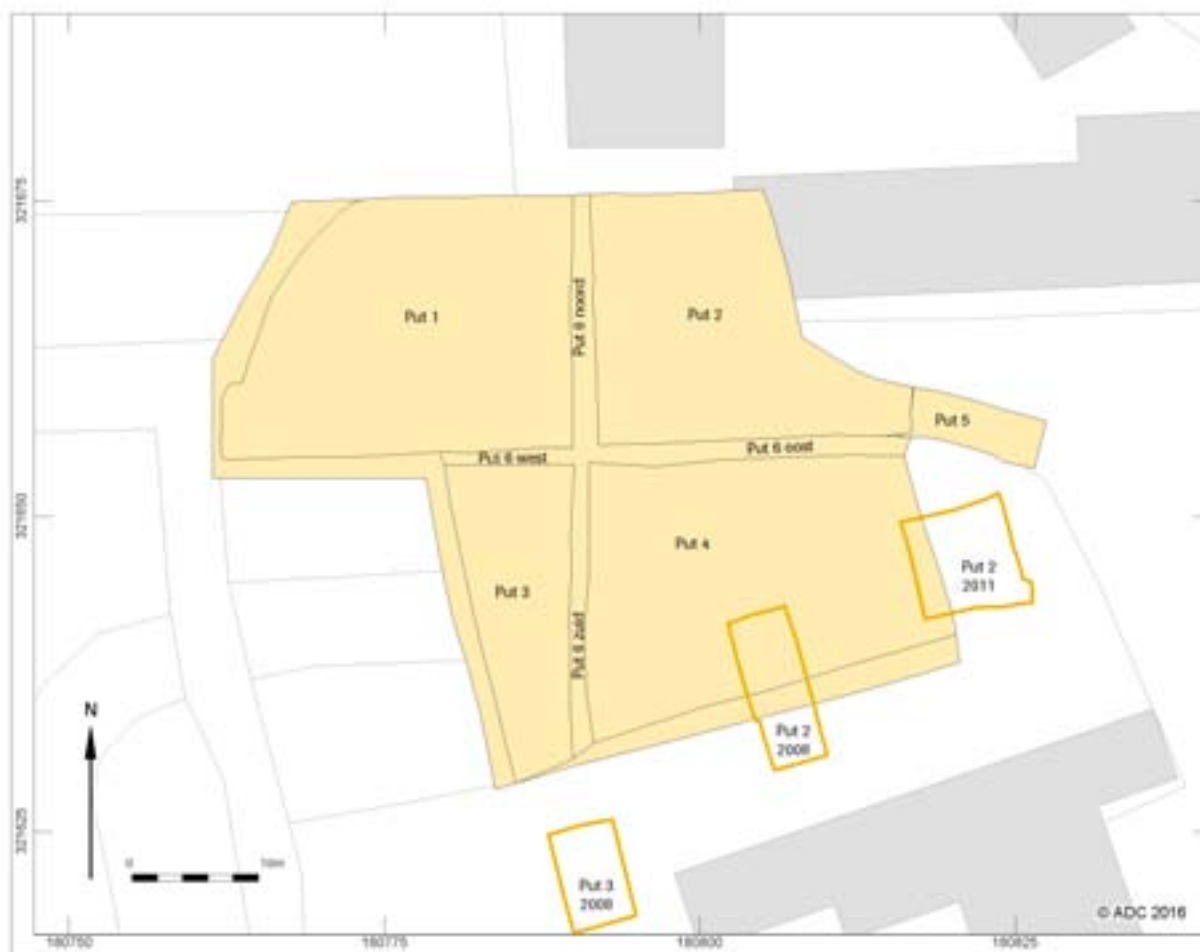 321675
Put 6 noord
Put 1
Put 2
Put 5
Put 6 west
Put 6 oost
321650
Put 4
Put 2
2011
Put 3
Put 6 zuid
N
Put 2
2008
321625
0
10m
Put 3
2008
© ADC 2016
180750
180775
180800
180825